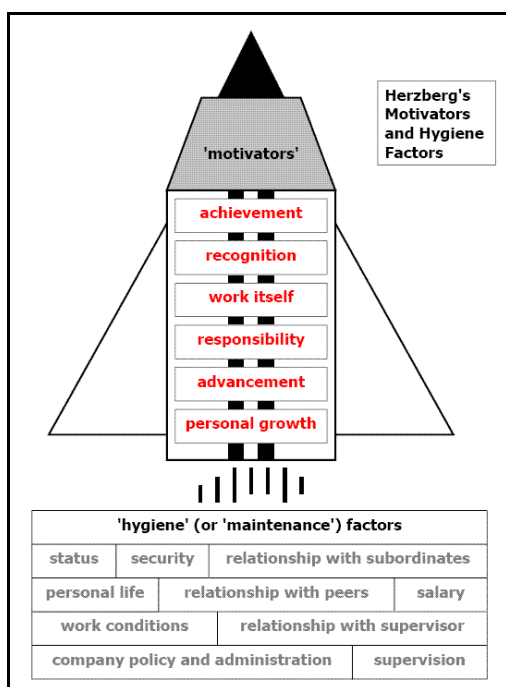 Herzberg's
Motivators
and Hygiene
Factors
'motivators'
achievement
recognition
work itself
responsibility
advancement
personal growth
'hygiene' (or 'maintenance') factors
status security relationship with subordinates
personal life relationship with peers salary
work conditions relationship with supervisor
company policy and administration supervision